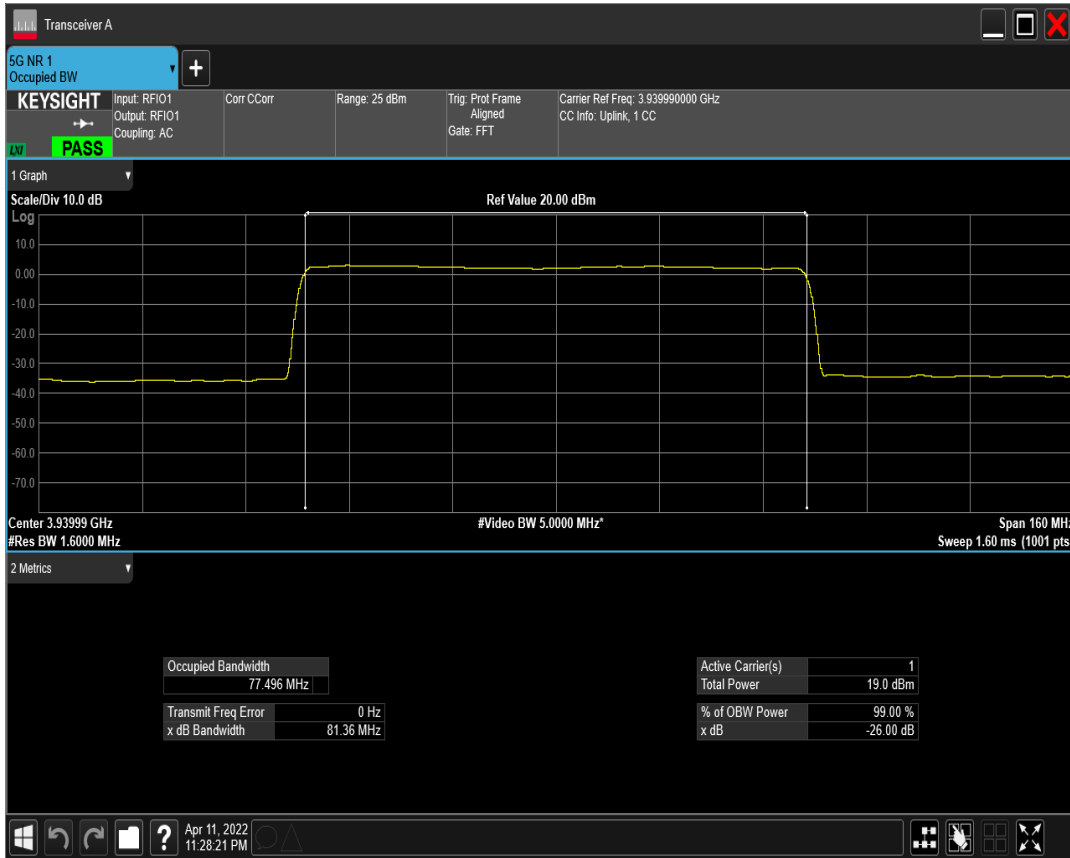 Transceiver A
5G NR 1
Occupied BW
+
KEYSIGHT
LXI
PASS
Input: RFIO1
Output: RFIO1
Coupling: AC
Corr CCorr
Range: 25 dBm
Trig: Prot Frame
Aligned
Gate: FFT
Carrier Ref Freq: 3.939990000 GHz
CC Info: Uplink, 1 CC
1 Graph
Scale/Div 10.0 dB
Ref Value 20.00 dBm
Log
10.0
0.00
-10.0
-20.0
-30.0
-40.0
-50.0
-60.0
-70.0
Center 3.93999 GHz
#Video BW 5.0000 MHz*
Span 160 MHz
#Res BW 1.6000 MHz
Sweep 1.60 ms (1001 pts
2 Metrics
Occupied Bandwidth
77.496 MHz
Transmit Freq Error 0 Hz
x dB Bandwidth 81.36 MHz
Active Carrier(s) 1
Total Power 19.0 dBm
% of OBW Power 99.00 %
x dB -26.00 dB
?
Apr 11, 2022
11:28:21 PM